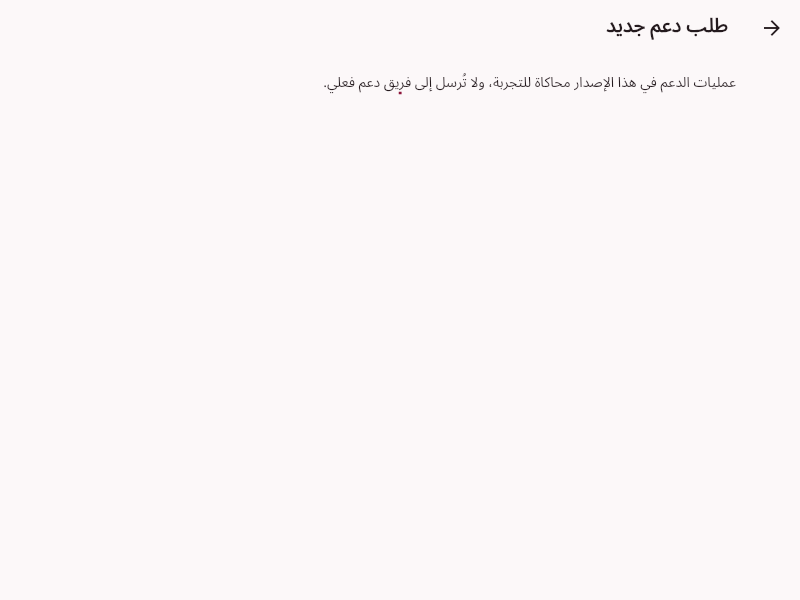 طلب دعم جديد
عمليات الدعم في هذا الإصدار محاكاة للتجربة، ولا تُرسل إلى فريق دعم فعلي.